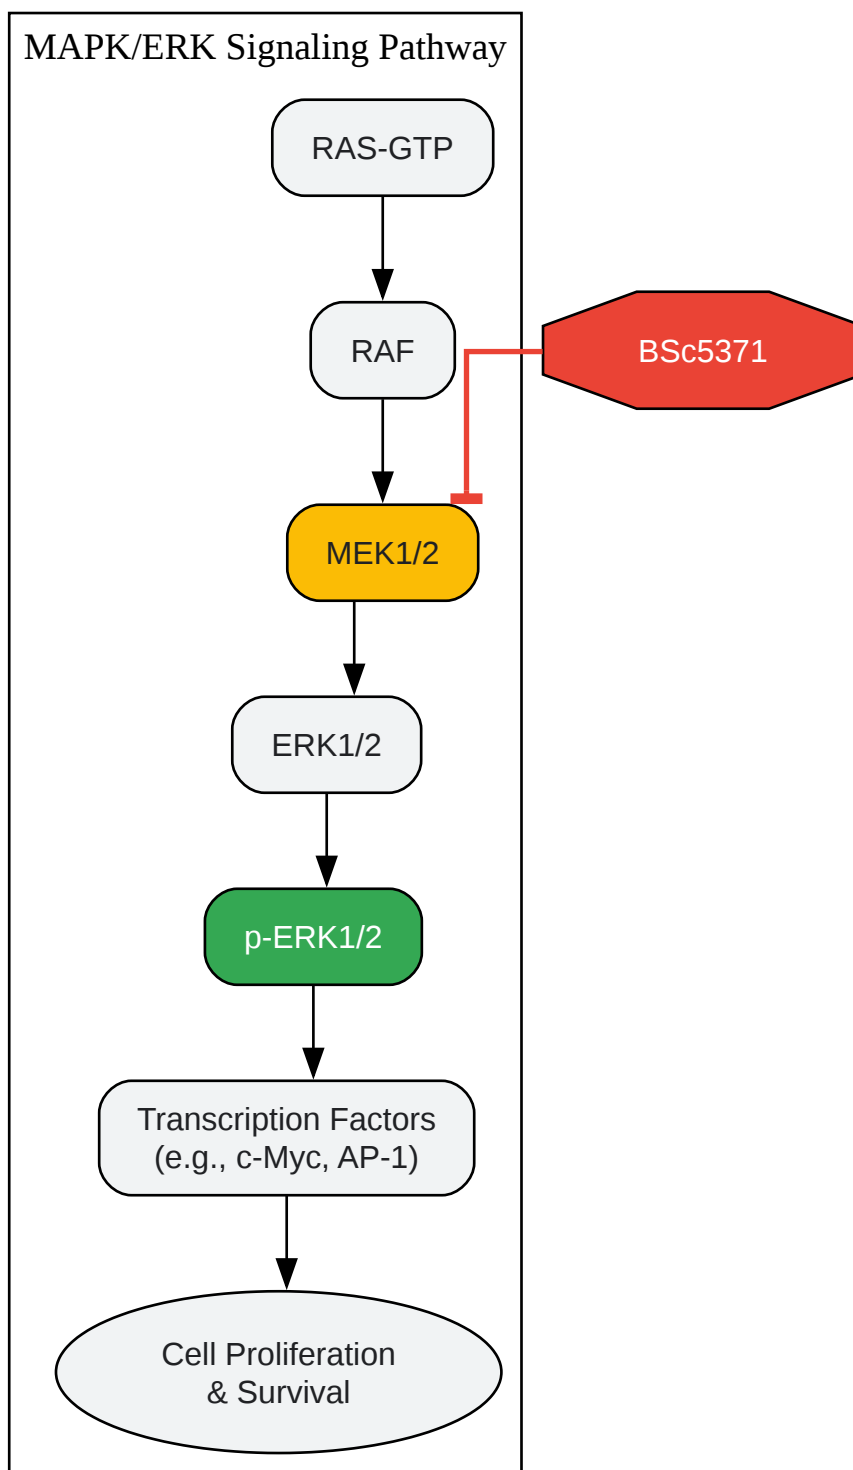 MAPK/ERK Signaling Pathway
RAS-GTP
RAF
BSc5371
MEK1/2
ERK1/2
p-ERK1/2
Transcription Factors
(e.g., c-Myc, AP-1)
Cell Proliferation
& Survival